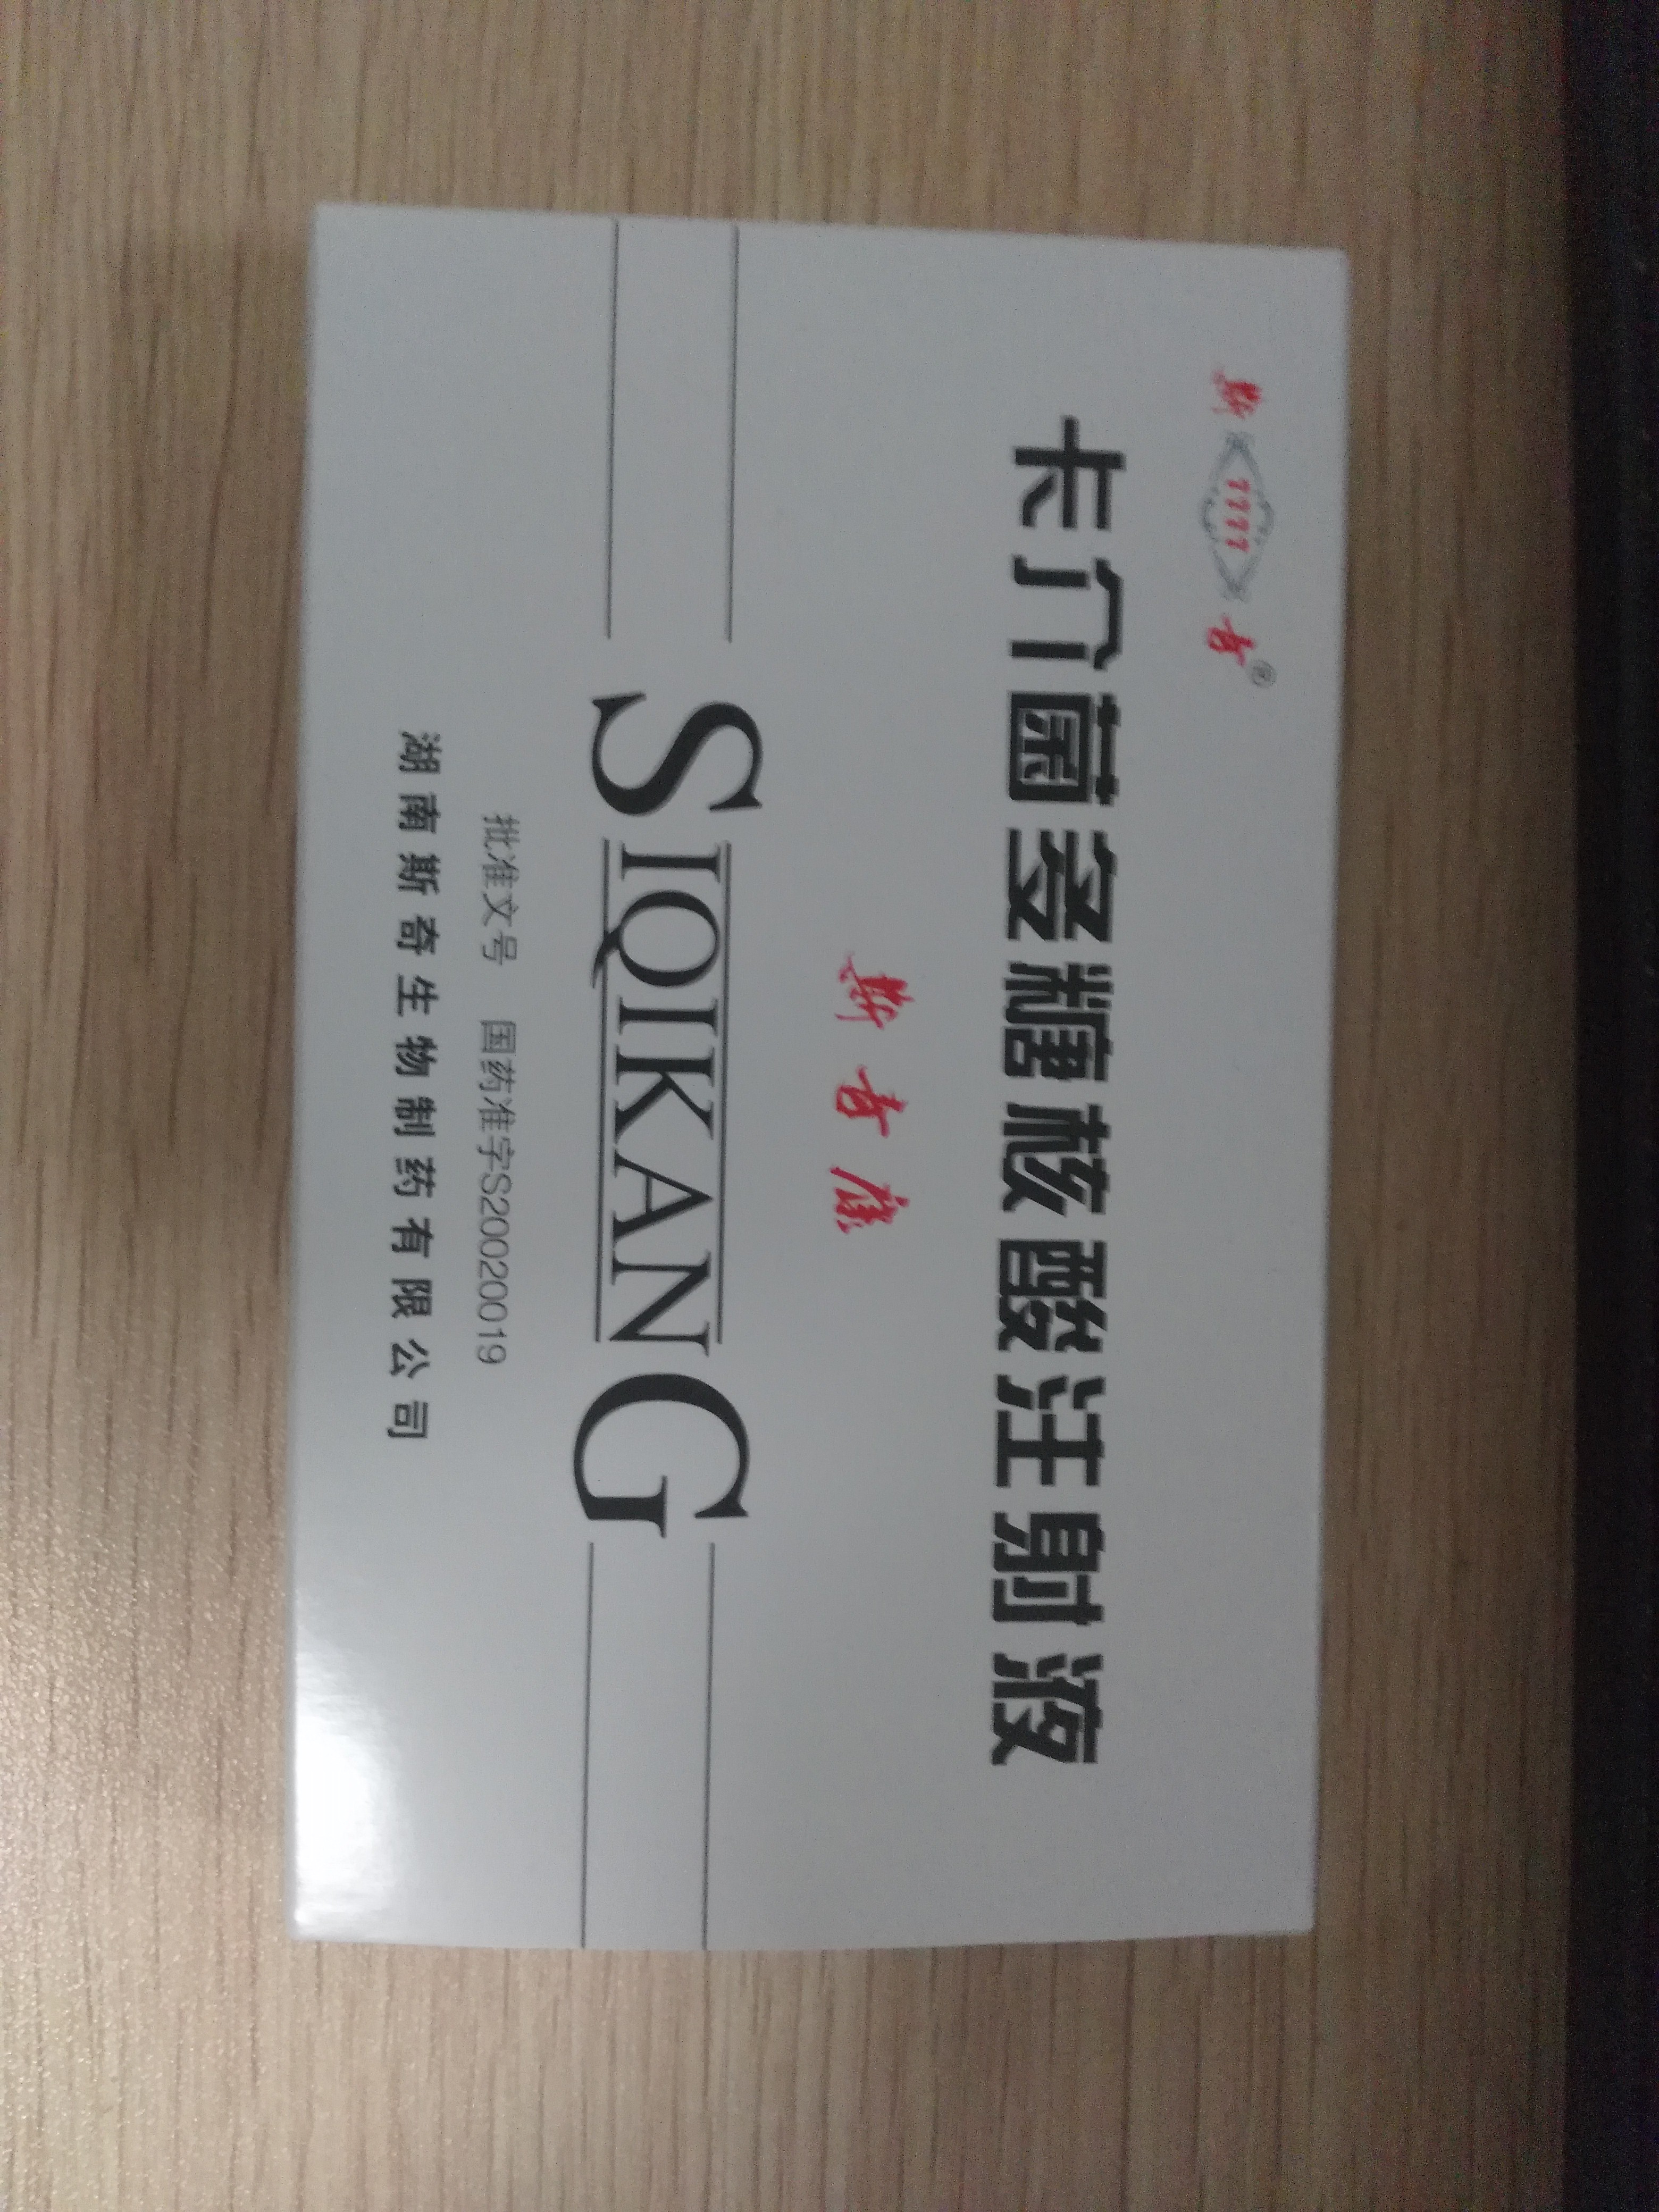 斯 7777 奇®
卡介菌多糖核酸注射液
斯奇康
SIQIKANG
批准文号 国药准字S20020019
湖南斯奇生物制药有限公司